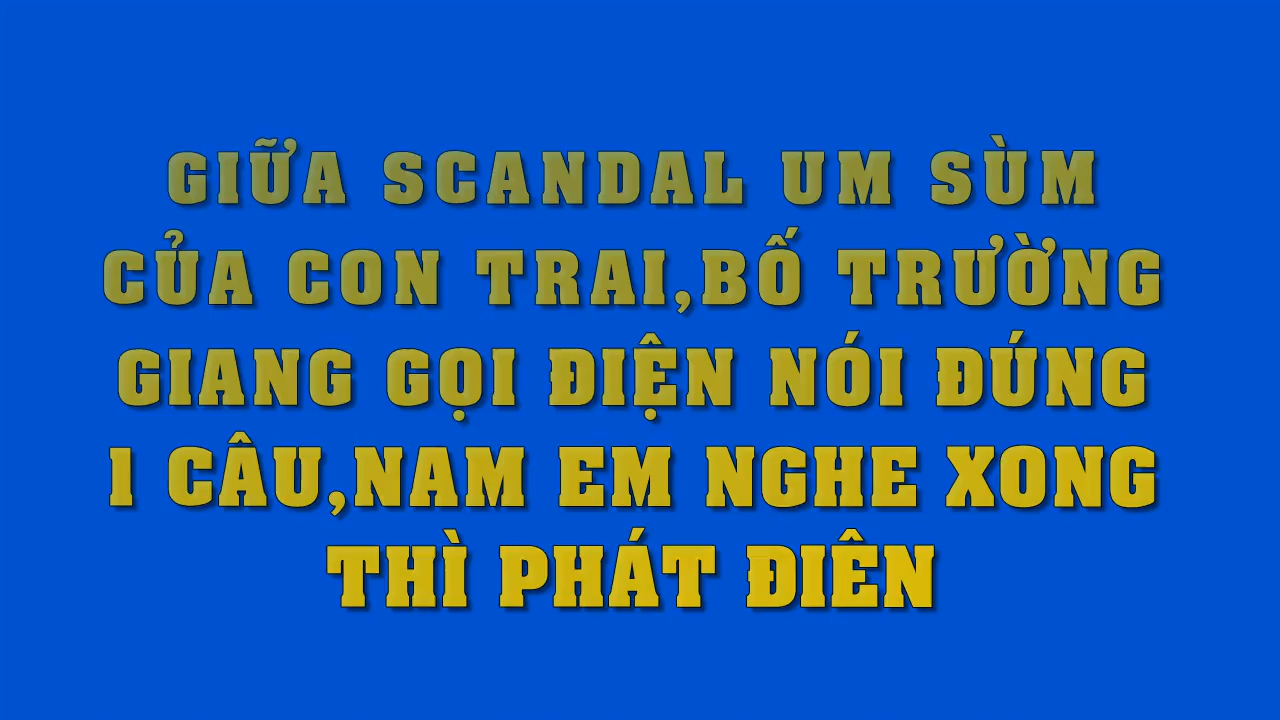 GIỮA SCANDAL UM SÙM
CỦA CON TRAI,BỐ TRƯỜNG
GIANG GỌI ĐIỆN NÓI ĐÚNG
1 CÂU,NAM EM NGHE XONG
THÌ PHÁT ĐIÊN